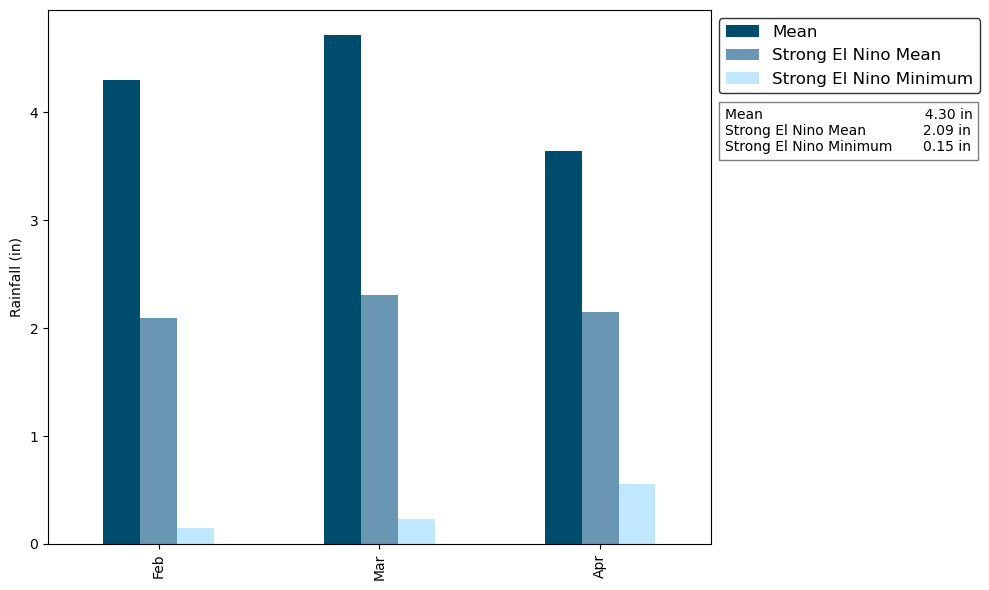 Mean
Strong El Nino Mean
Strong El Nino Minimum
Mean 4.30 in
Strong El Nino Mean 2.09 in
Strong El Nino Minimum 0.15 in
Rainfall (in)
4
3
2
1
0
Feb
Mar
Apr